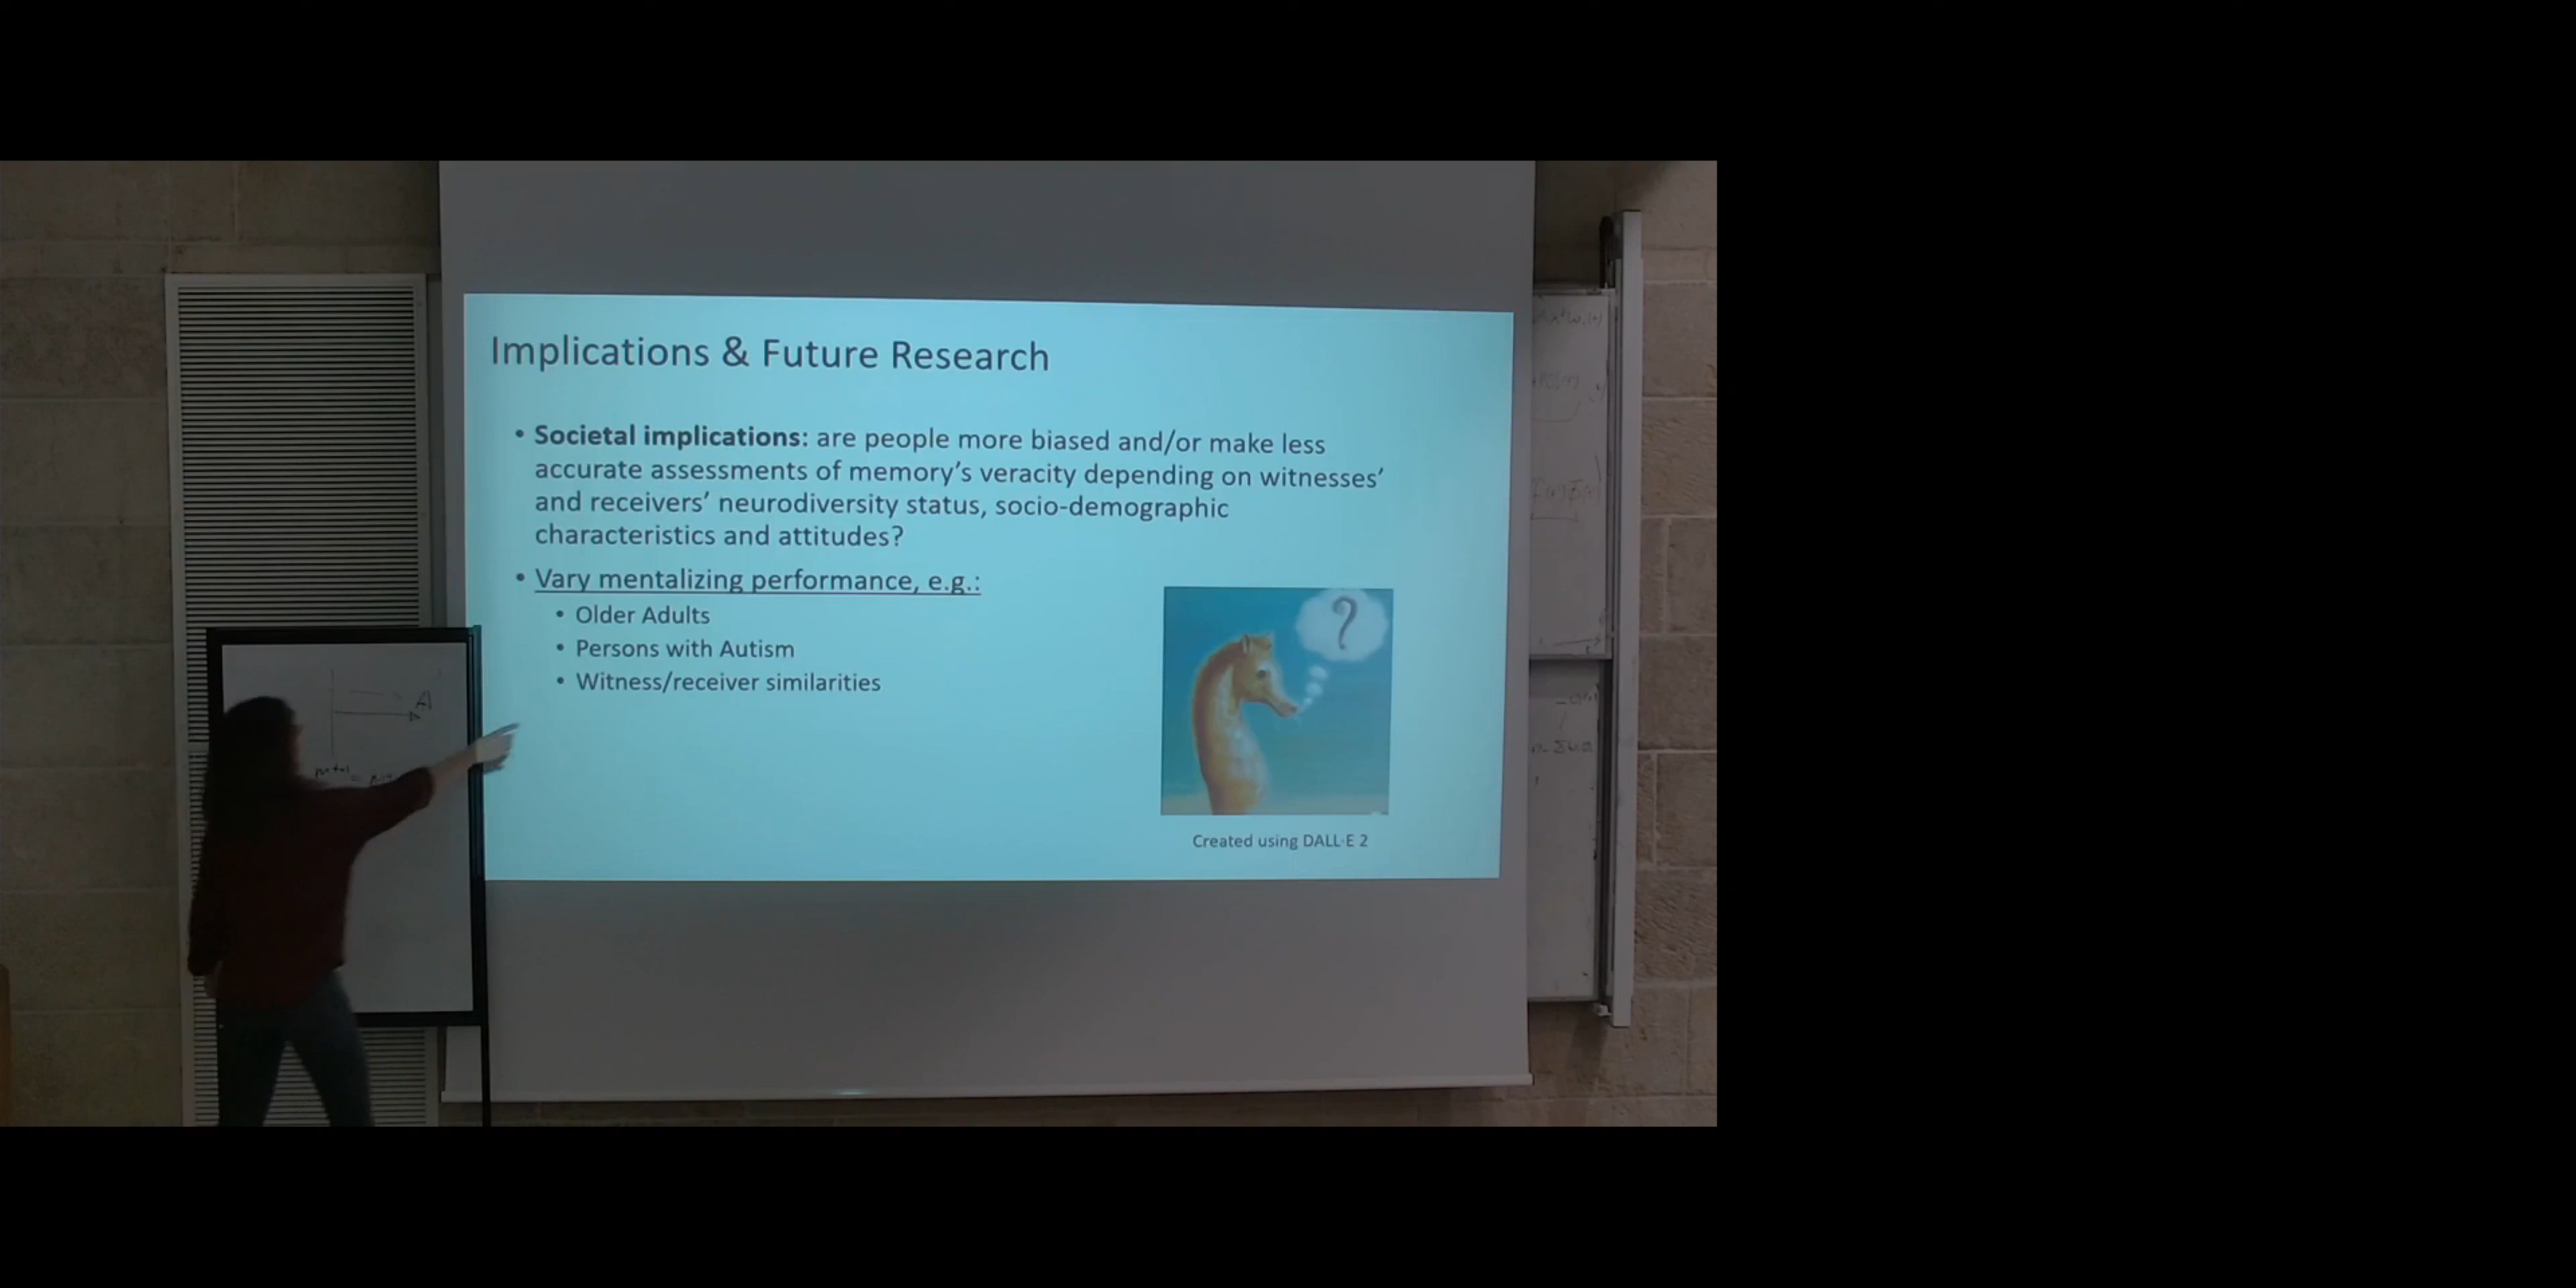 Implications & Future Research
• Societal implications: are people more biased and/or make less
accurate assessments of memory's veracity depending on witnesses'
and receivers' neurodiversity status, socio-demographic
characteristics and attitudes?
• Vary mentalizing performance, e.g.:
• Older Adults
• Persons with Autism
• Witness/receiver similarities
?
Created using DALL·E 2
A